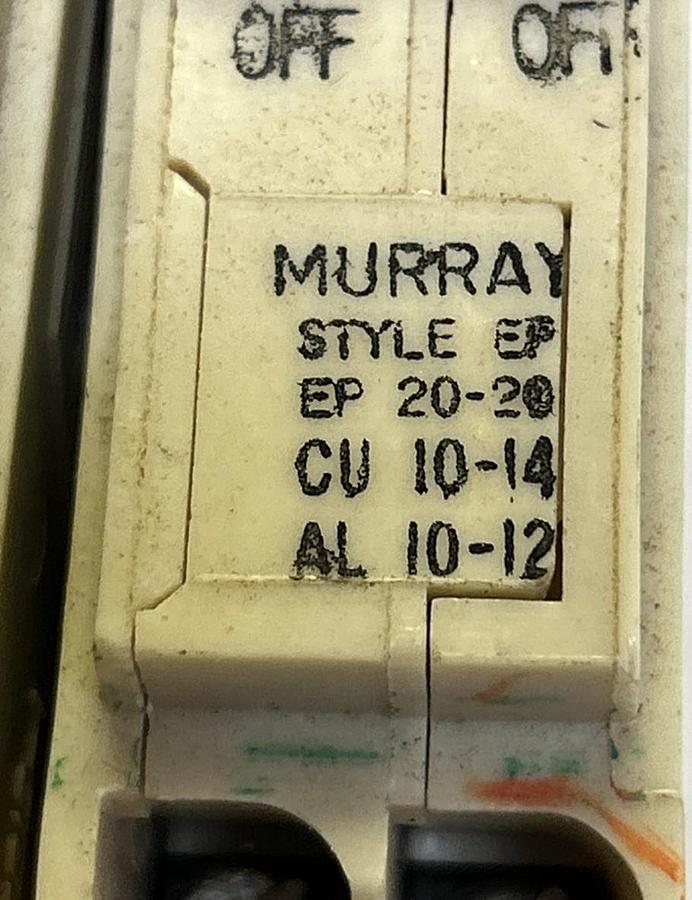 OFF OFF
MURRAY
STYLE EP
EP 20-20
CU 10-14
AL 10-12